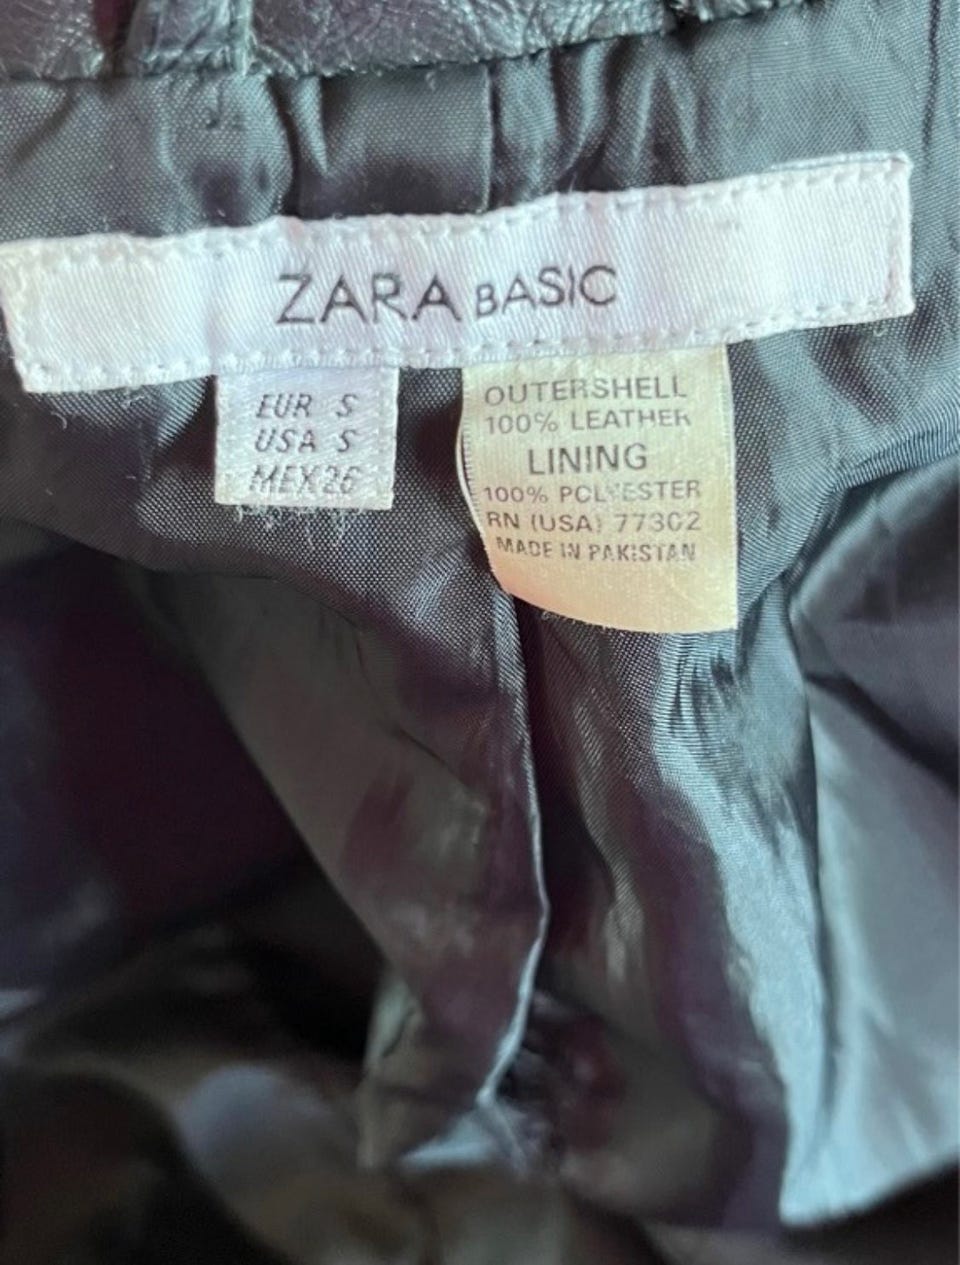 ZARA BASIC
EUR S
USA S
MEX 26
OUTERSHELL
100% LEATHER
LINING
100% POLYESTER
RN (USA) 77302
MADE IN PAKISTAN